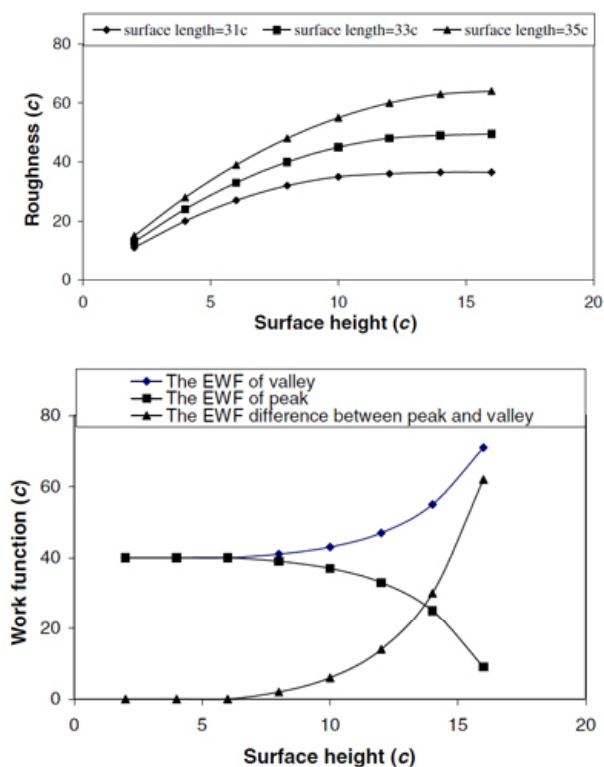 80
surface length=31c surface length=33c surface length=35c
60
40
20
0
Roughness (c)
0 5 10 15 20
Surface height (c)
The EWF of valley
The EWF of peak
The EWF difference between peak and valley
80
60
40
20
0
Work function (c)
0 5 10 15 20
Surface height (c)